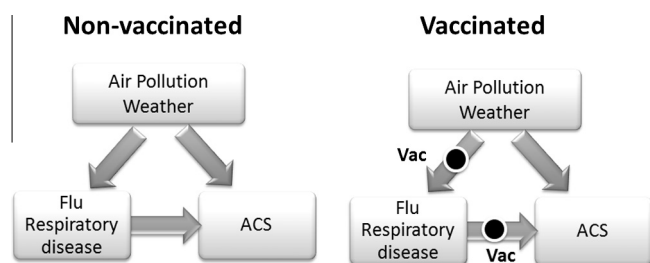 Non-vaccinated
Air Pollution
Weather
Flu
Respiratory
disease
ACS
Vaccinated
Air Pollution
Weather
Vac
Flu
Respiratory
disease
Vac
ACS